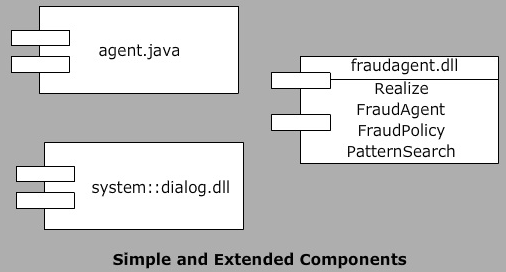 agent.java
fraudagent.dll
Realize
FraudAgent
FraudPolicy
PatternSearch
system::dialog.dll
Simple and Extended Components